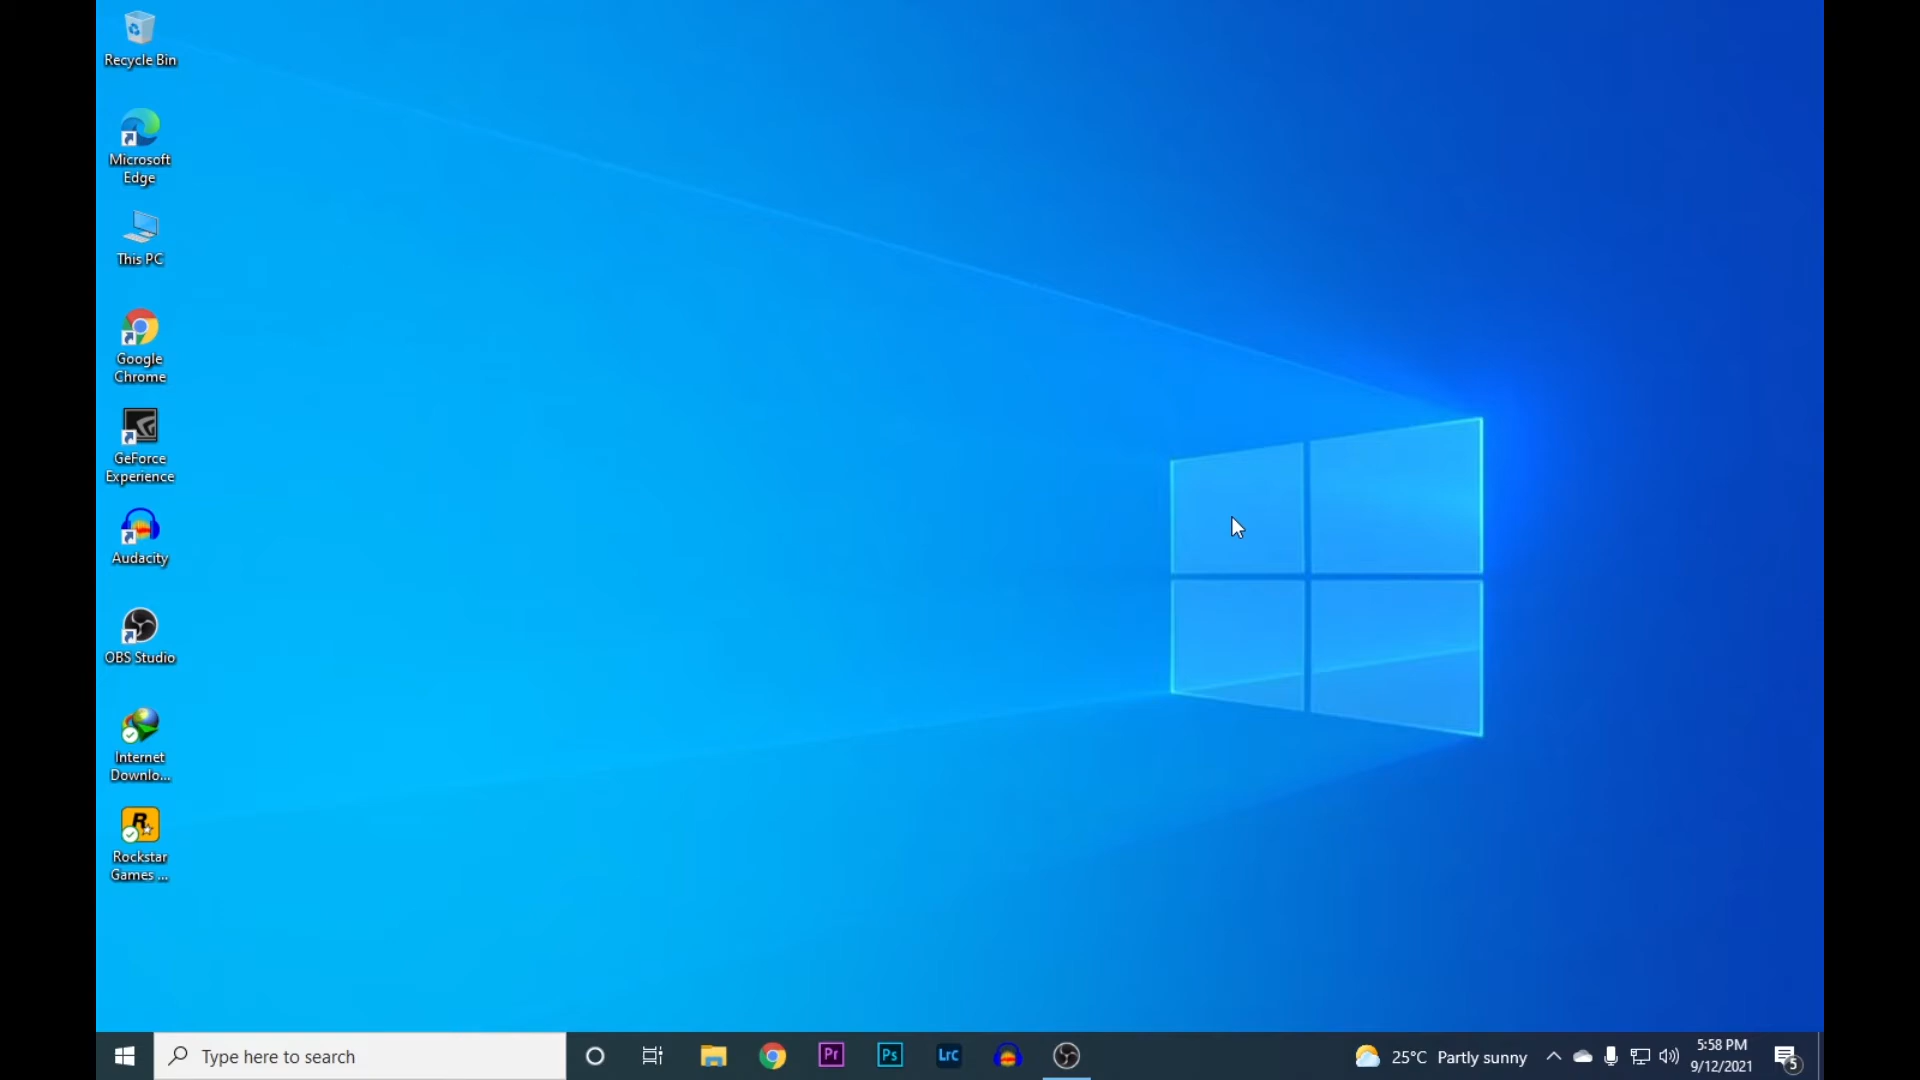 Recycle Bin
Microsoft
Edge
This PC
Google
Chrome
GeForce
Experience
Audacity
OBS Studio
Internet
Downlo...
R
Rockstar
Games ...
Type here to search
Pr
Ps
LrC
25°C Partly sunny
5:58 PM
9/12/2021
5